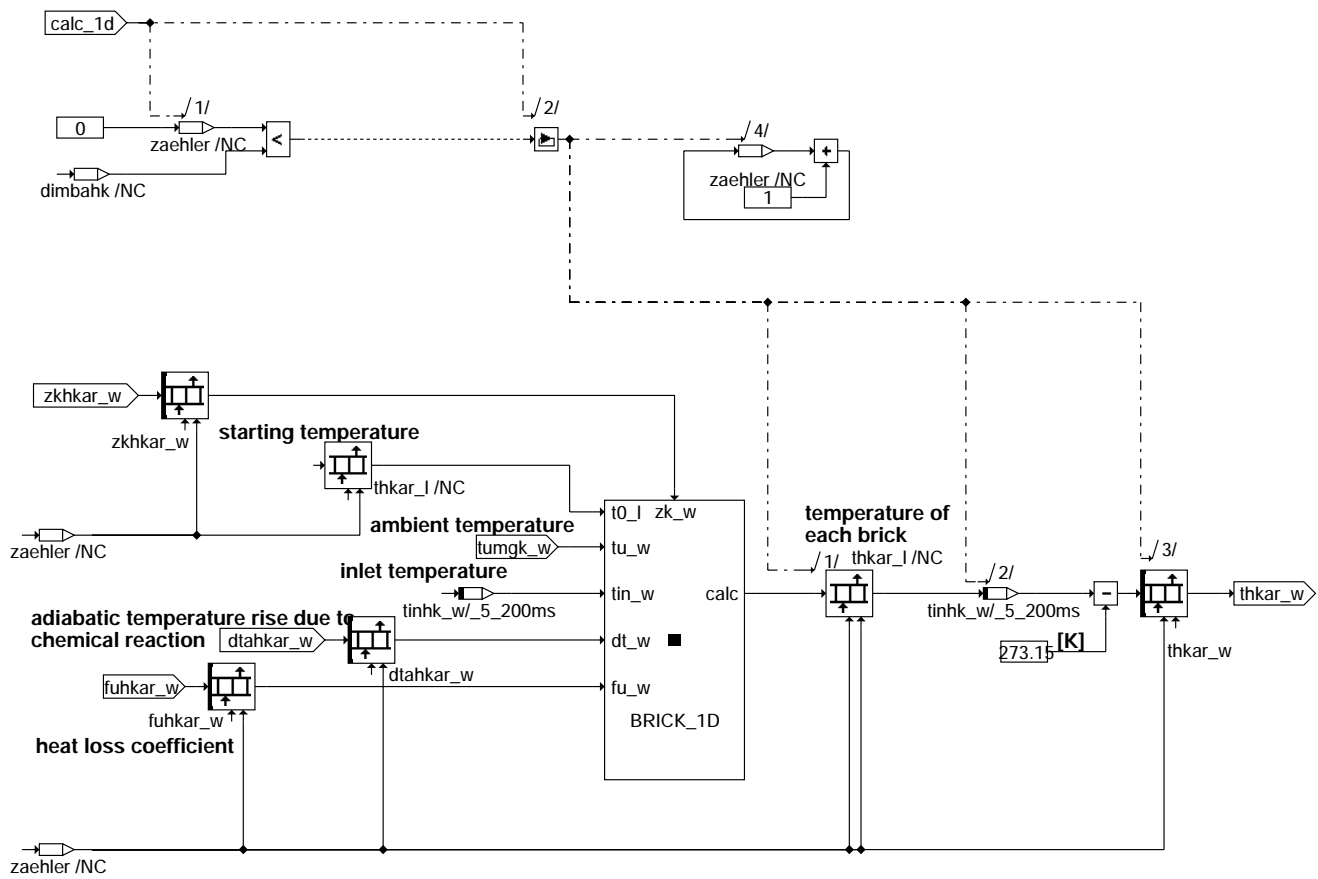 calc_1d
/1/
/2/
/4/
0
zaehler /NC
<
dimbahk /NC
zaehler /NC
+
1
zkhkar_w
zkhkar_w
starting temperature
thkar_l /NC
zaehler /NC
ambient temperature
tumgk_w
inlet temperature
tinhk_w/_5_200ms
adiabatic temperature rise due to
chemical reaction
dtahkar_w
dtahkar_w
fuhkar_w
fuhkar_w
heat loss coefficient
t0_l zk_w
tu_w
tin_w
calc
dt_w
fu_w
BRICK_1D
temperature of
each brick
/1/
thkar_l /NC
/2/
tinhk_w/_5_200ms
-
273.15
[K]
/3/
thkar_w
thkar_w
zaehler /NC